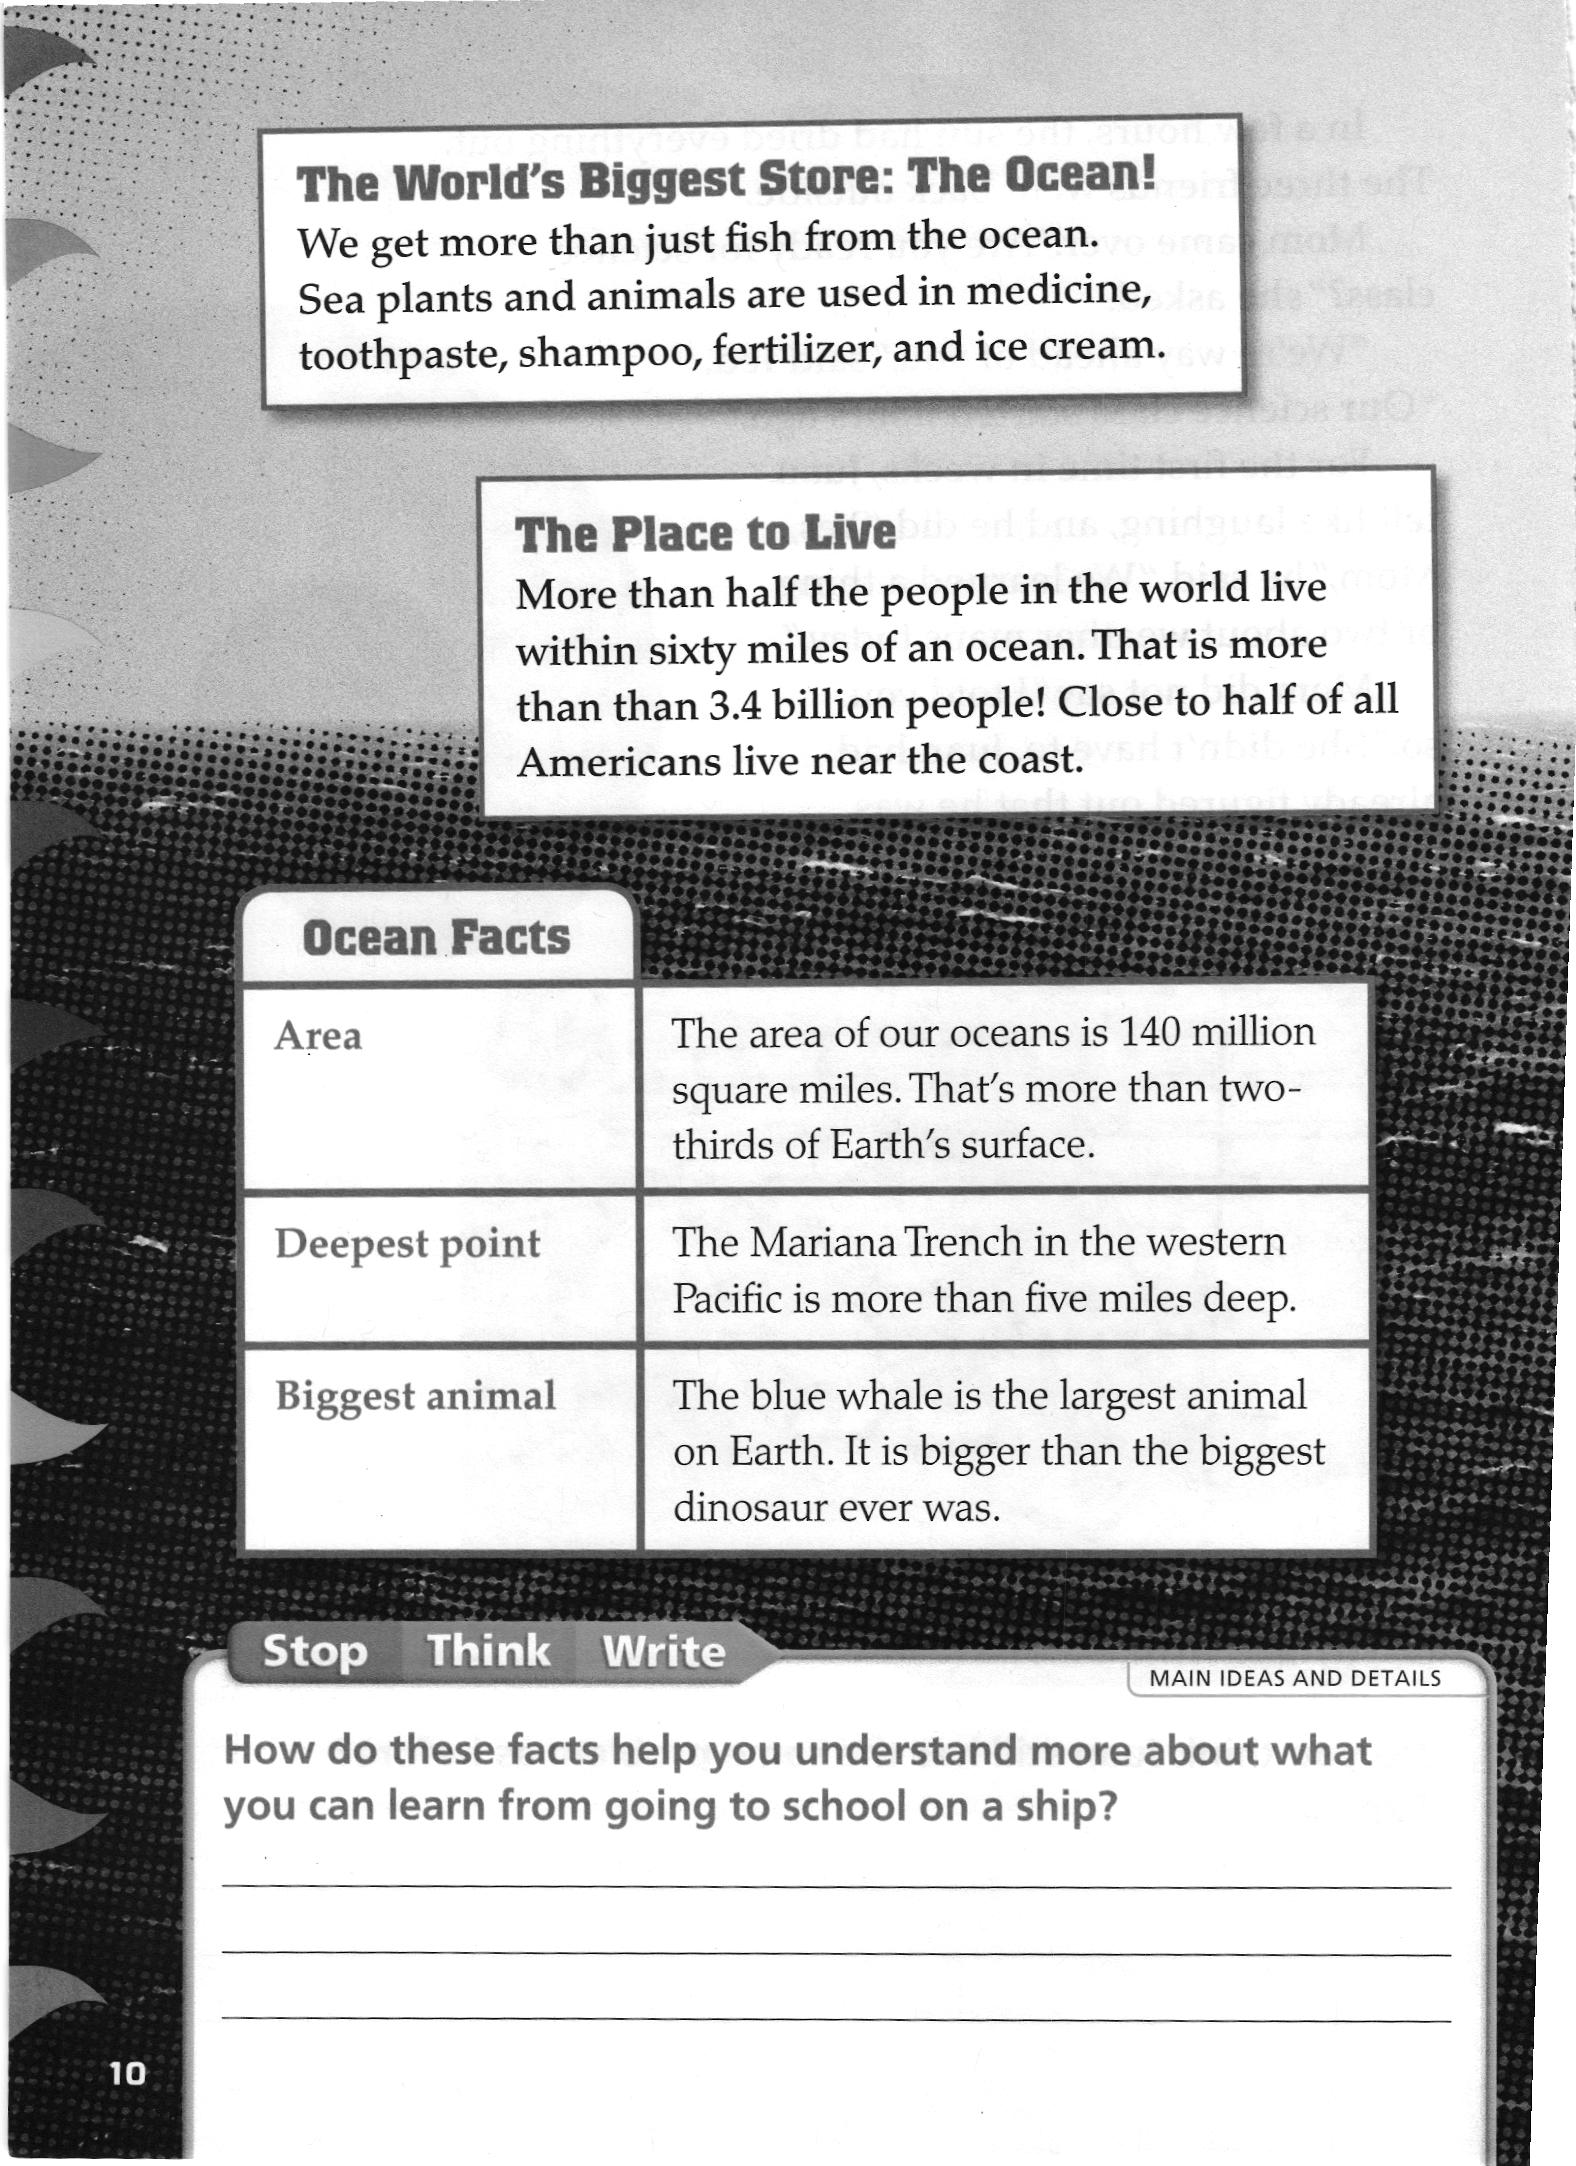 The World's Biggest Store: The Ocean!
We get more than just fish from the ocean.
Sea plants and animals are used in medicine,
toothpaste, shampoo, fertilizer, and ice cream.
The Place to Live
More than half the people in the world live
within sixty miles of an ocean. That is more
than than 3.4 billion people! Close to half of all
Americans live near the coast.
Ocean Facts
Area
The area of our oceans is 140 million
square miles. That's more than two-
thirds of Earth's surface.
Deepest point
The Mariana Trench in the western
Pacific is more than five miles deep.
Biggest animal
The blue whale is the largest animal
on Earth. It is bigger than the biggest
dinosaur ever was.
Stop Think Write
MAIN IDEAS AND DETAILS
How do these facts help you understand more about what
you can learn from going to school on a ship?
10